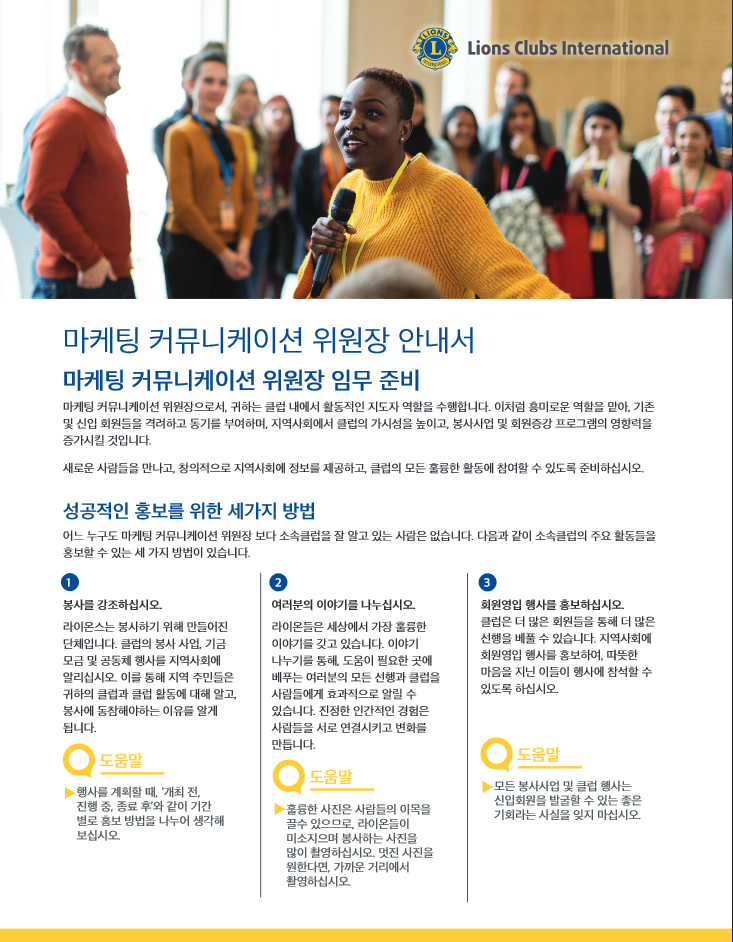 LIONS
L
INTERNATIONAL
Lions Clubs International
마케팅 커뮤니케이션 위원장 안내서
마케팅 커뮤니케이션 위원장 임무 준비
마케팅 커뮤니케이션 위원장으로서, 귀하는 클럽 내에서 활동적인 지도자 역할을 수행합니다. 이처럼 흥미로운 역할을 맡아, 기존
및 신입 회원들을 격려하고 동기를 부여하며, 지역사회에서 클럽의 가시성을 높이고, 봉사사업 및 회원증강 프로그램의 영향력을
증가시킬 것입니다.
새로운 사람들을 만나고, 창의적으로 지역사회에 정보를 제공하고, 클럽의 모든 훌륭한 활동에 참여할 수 있도록 준비하십시오.
성공적인 홍보를 위한 세가지 방법
어느 누구도 마케팅 커뮤니케이션 위원장 보다 소속클럽을 잘 알고 있는 사람은 없습니다. 다음과 같이 소속클럽의 주요 활동들을
홍보할 수 있는 세 가지 방법이 있습니다.
1
봉사를 강조하십시오.
라이온스는 봉사하기 위해 만들어진
단체입니다. 클럽의 봉사 사업, 기금
모금 및 공동체 행사를 지역사회에
알리십시오. 이를 통해 지역 주민들은
귀하의 클럽과 클럽 활동에 대해 알고,
봉사에 동참해야하는 이유를 알게
됩니다.
도움말
행사를 계획할 때, '개최 전,
진행 중, 종료 후'와 같이 기간
별로 홍보 방법을 나누어 생각해
보십시오.
2
여러분의 이야기를 나누십시오.
라이온들은 세상에서 가장 훌륭한
이야기를 갖고 있습니다. 이야기
나누기를 통해, 도움이 필요한 곳에
베푸는 여러분의 모든 선행과 클럽을
사람들에게 효과적으로 알릴 수
있습니다. 진정한 인간적인 경험은
사람들을 서로 연결시키고 변화를
만듭니다.
도움말
훌륭한 사진은 사람들의 이목을
끌수 있으므로, 라이온들이
미소지으며 봉사하는 사진을
많이 촬영하십시오. 멋진 사진을
원한다면, 가까운 거리에서
촬영하십시오.
3
회원영입 행사를 홍보하십시오.
클럽은 더 많은 회원들을 통해 더 많은
선행을 베풀 수 있습니다. 지역사회에
회원영입 행사를 홍보하여, 따뜻한
마음을 지닌 이들이 행사에 참석할 수
있도록 하십시오.
도움말
모든 봉사사업 및 클럽 행사는
신입회원을 발굴할 수 있는 좋은
기회라는 사실을 잊지 마십시오.